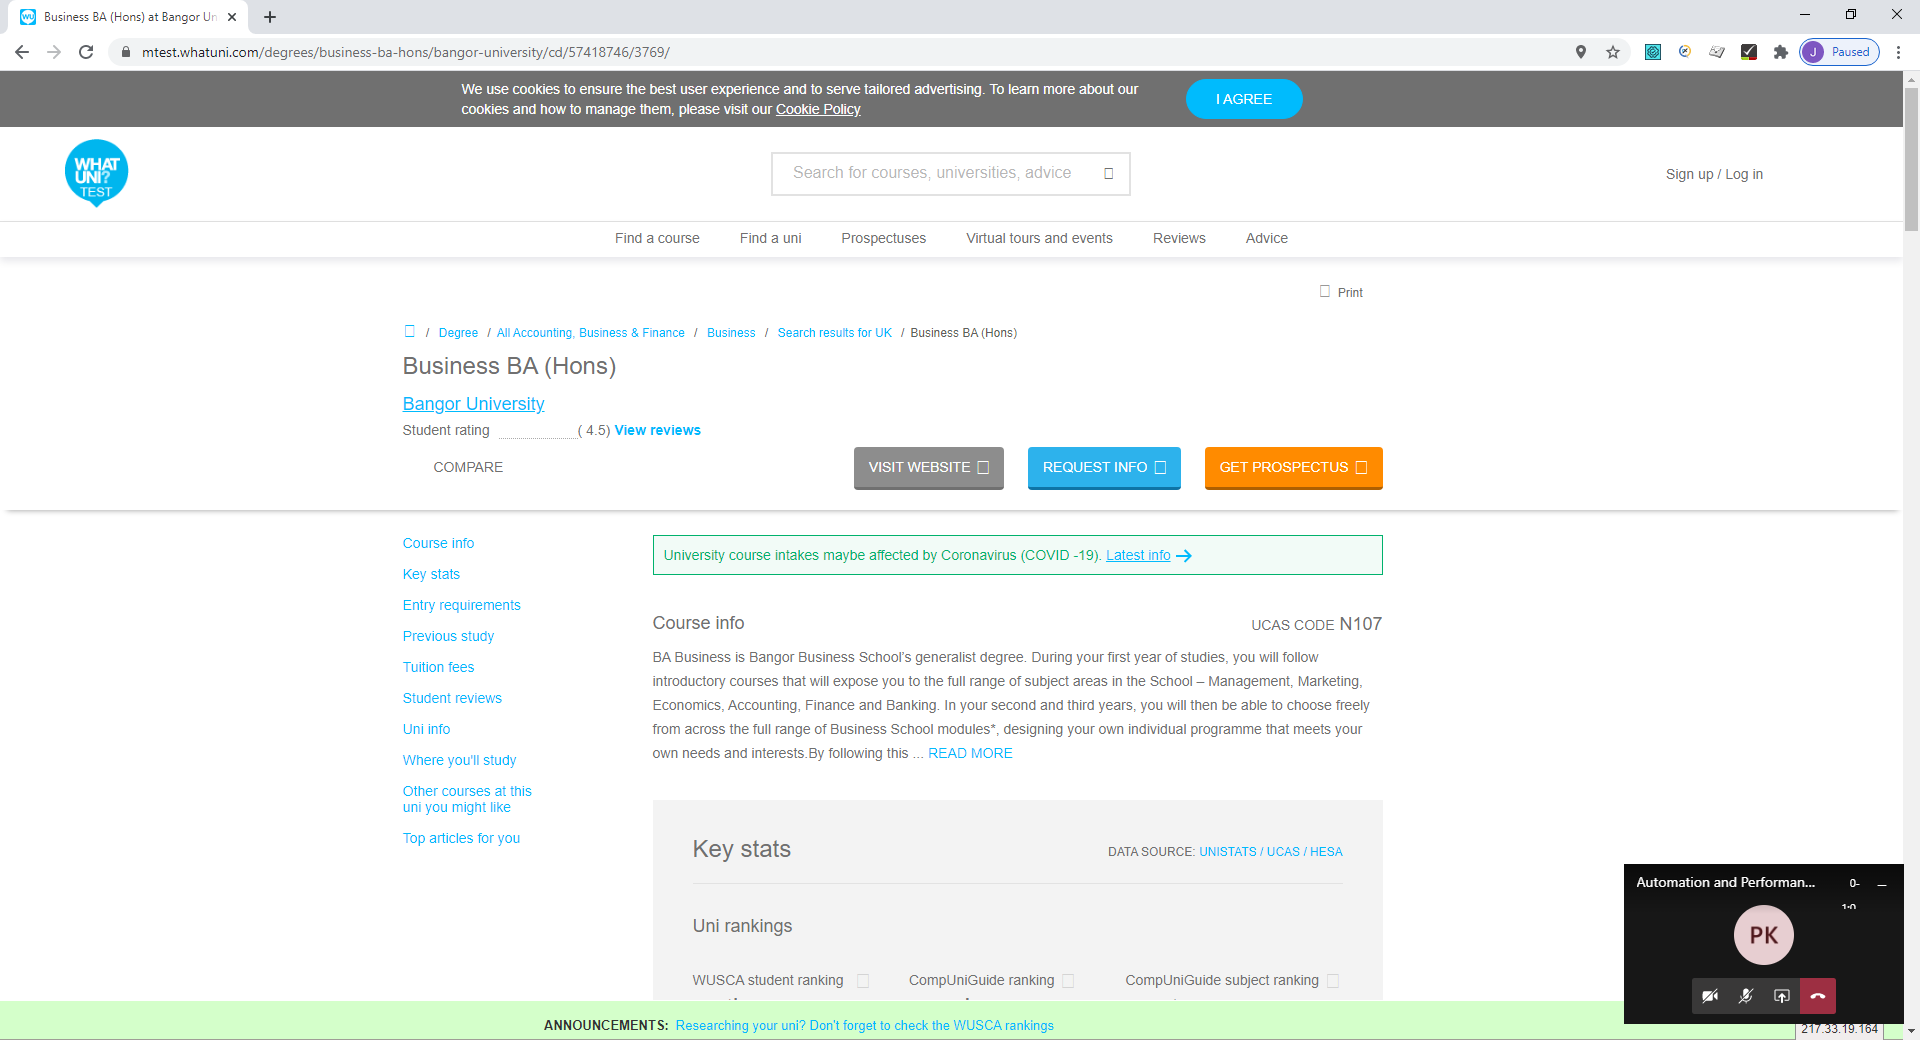 Business BA (Hons) at Bangor Un
mtest.whatuni.com/degrees/business-ba-hons/bangor-university/cd/57418746/3769/
J Paused
We use cookies to ensure the best user experience and to serve tailored advertising. To learn more about our
cookies and how to manage them, please visit our Cookie Policy
I AGREE
WHAT
UNI?
TEST
Search for courses, universities, advice
Sign up / Log in
Find a course Find a uni Prospectuses Virtual tours and events Reviews Advice
Print
/ Degree / All Accounting, Business & Finance / Business / Search results for UK / Business BA (Hons)
Business BA (Hons)
Bangor University
Student rating ( 4.5) View reviews
COMPARE
VISIT WEBSITE
REQUEST INFO
GET PROSPECTUS
Course info
Key stats
Entry requirements
Previous study
Tuition fees
Student reviews
Uni info
Where you'll study
Other courses at this
uni you might like
Top articles for you
University course intakes maybe affected by Coronavirus (COVID -19). Latest info
Course info
UCAS CODE N107
BA Business is Bangor Business School’s generalist degree. During your first year of studies, you will follow
introductory courses that will expose you to the full range of subject areas in the School – Management, Marketing,
Economics, Accounting, Finance and Banking. In your second and third years, you will then be able to choose freely
from across the full range of Business School modules*, designing your own individual programme that meets your
own needs and interests.By following this ... READ MORE
Key stats
DATA SOURCE: UNISTATS / UCAS / HESA
Uni rankings
WUSCA student ranking CompUniGuide ranking CompUniGuide subject ranking
Automation and Performan...
PK
ANNOUNCEMENTS: Researching your uni? Don't forget to check the WUSCA rankings
217.33.19.164